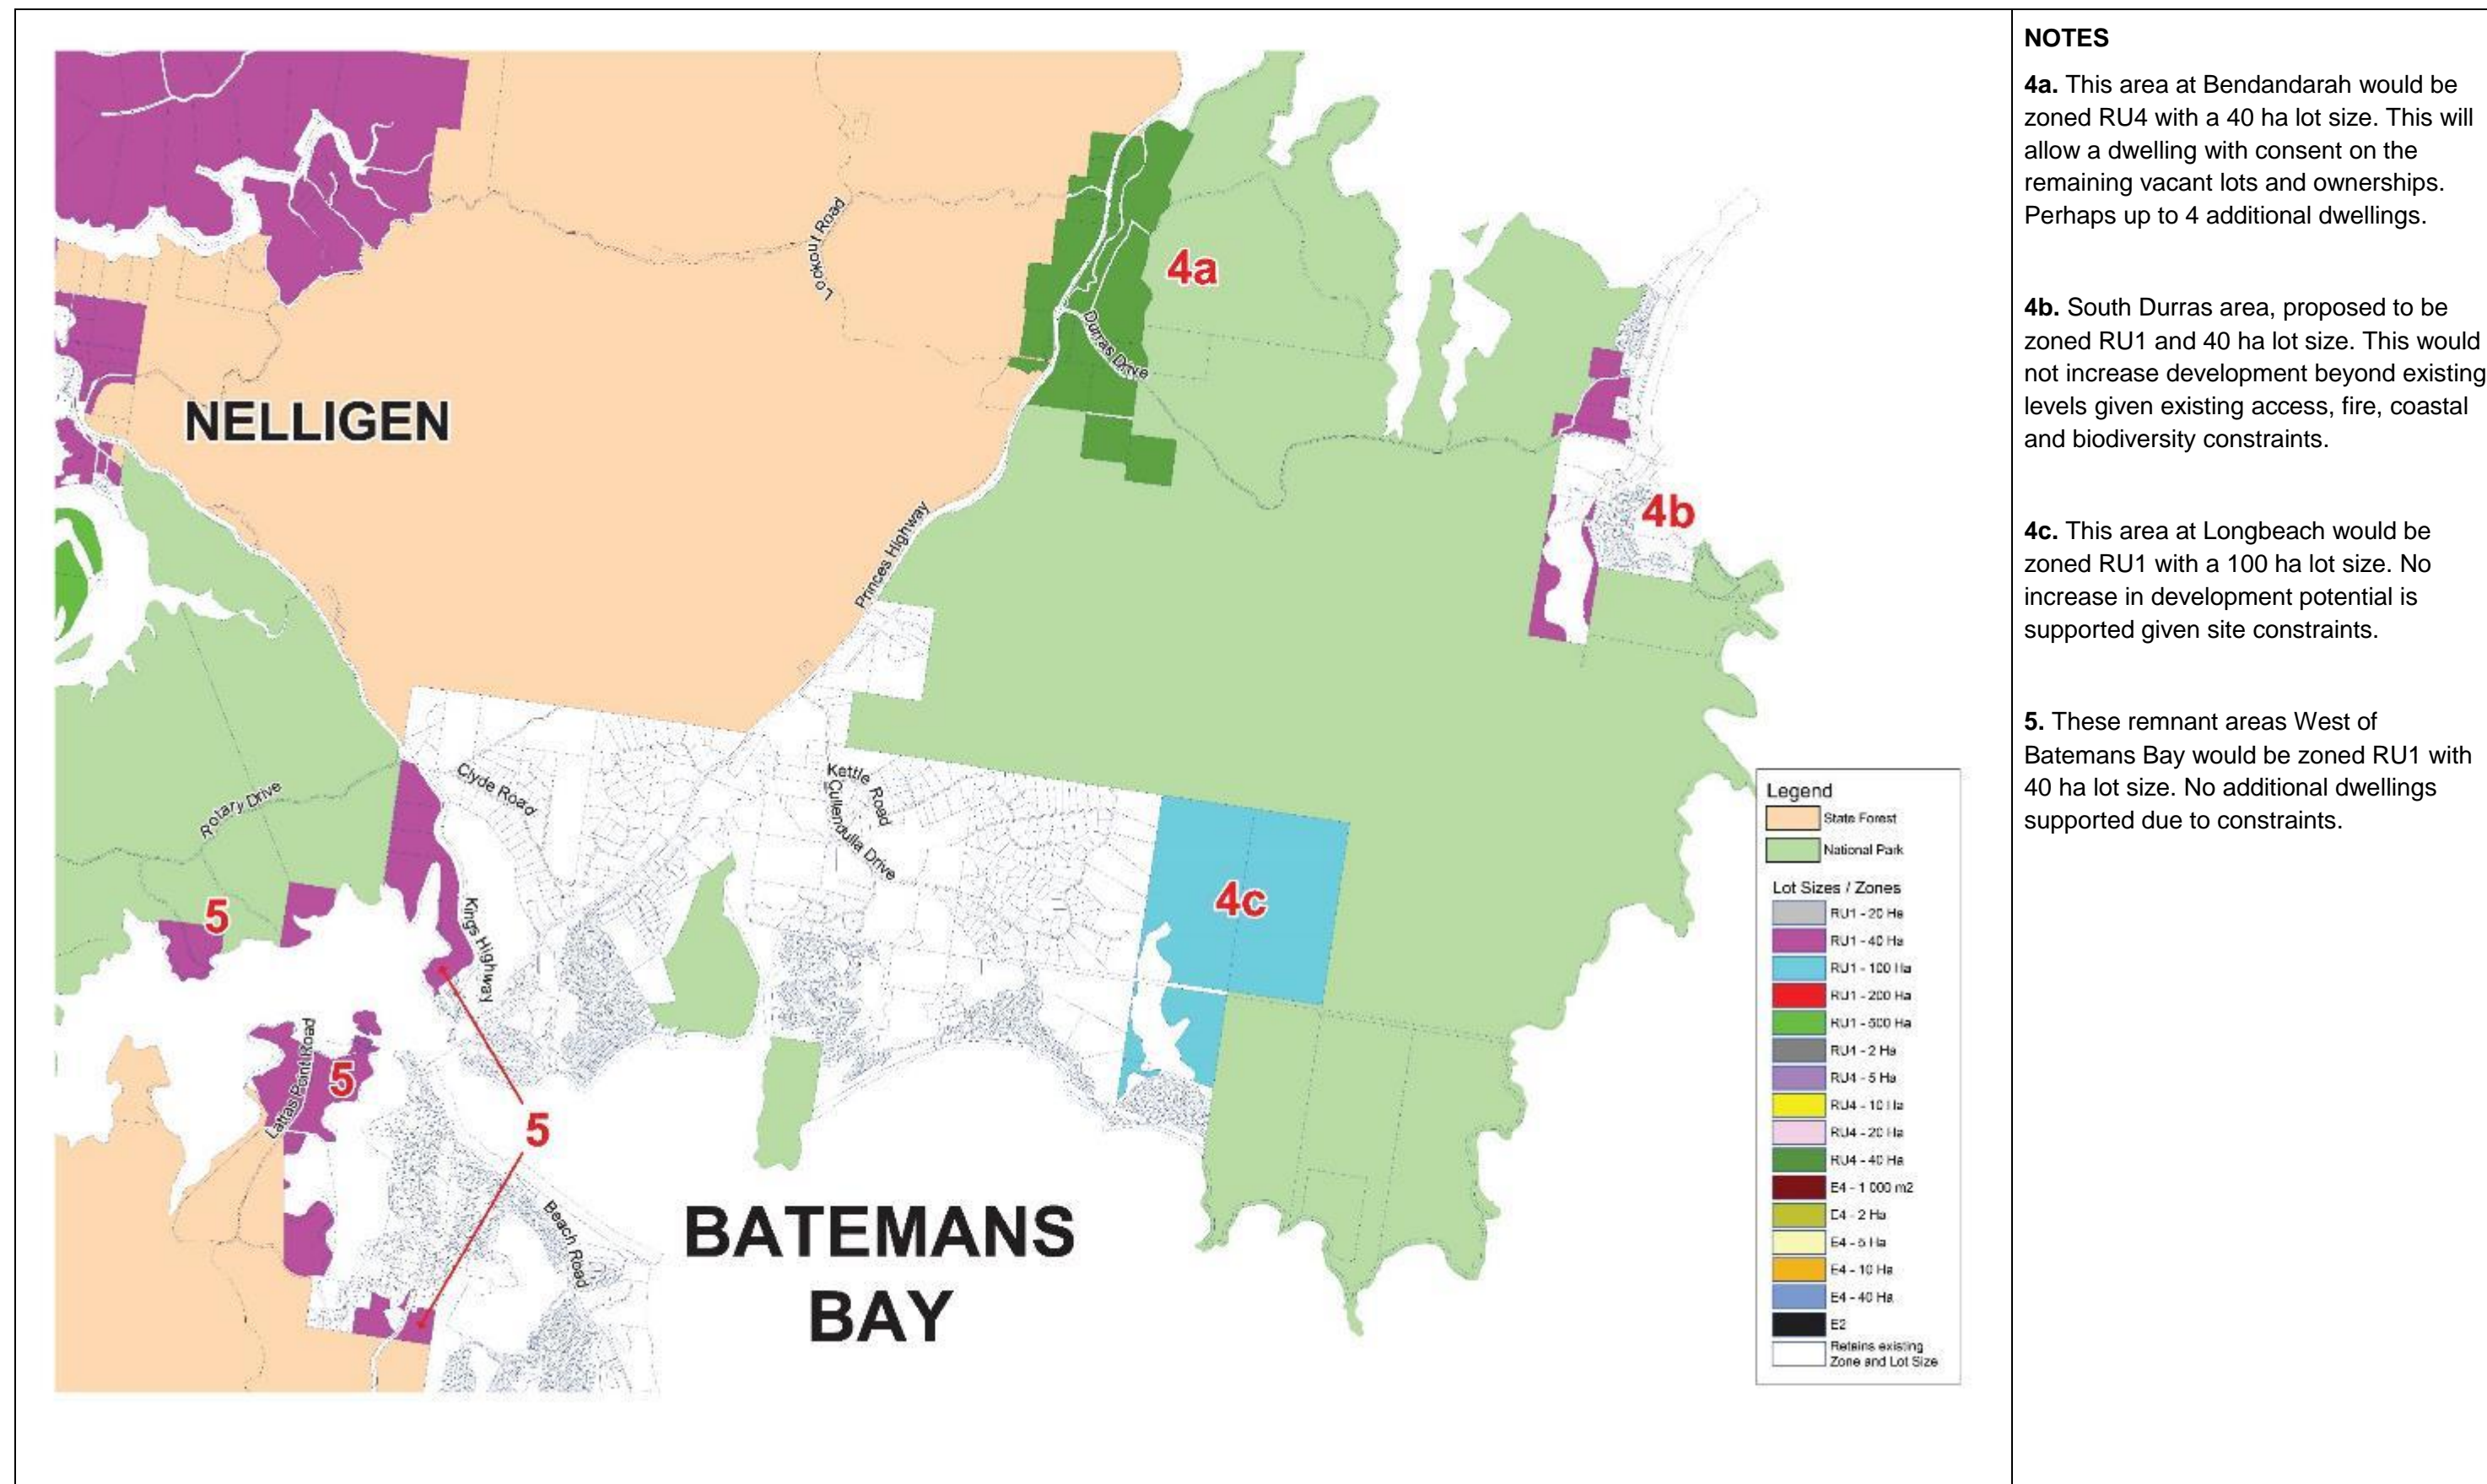 NOTES
4a. This area at Bendandarah would be
zoned RU4 with a 40 ha lot size. This will
allow a dwelling with consent on the
remaining vacant lots and ownerships.
Perhaps up to 4 additional dwellings.
4b. South Durras area, proposed to be
zoned RU1 and 40 ha lot size. This would
not increase development beyond existing
levels given existing access, fire, coastal
and biodiversity constraints.
4c. This area at Longbeach would be
zoned RU1 with a 100 ha lot size. No
increase in development potential is
supported given site constraints.
5. These remnant areas West of
Batemans Bay would be zoned RU1 with
40 ha lot size. No additional dwellings
supported due to constraints.
Lookout Road
4a
Durras Drive
NELLIGEN
4b
Princes Highway
Clyde Road
Kettle Road
Cullendulla Drive
Rotary Drive
4c
5
Kings Highway
Lattas Point Road
5
5
Beach Road
BATEMANS
BAY
Legend
State Forest
National Park
Lot Sizes / Zones
RU1 - 20 Ha
RU1 - 40 Ha
RU1 - 100 Ha
RU1 - 200 Ha
RU1 - 500 Ha
RU4 - 2 Ha
RU4 - 5 Ha
RU4 - 10 Ha
RU4 - 20 Ha
RU4 - 40 Ha
E4 - 1 000 m2
E4 - 2 Ha
E4 - 5 Ha
E4 - 10 Ha
E4 - 40 Ha
E2
Retains existing
Zone and Lot Size